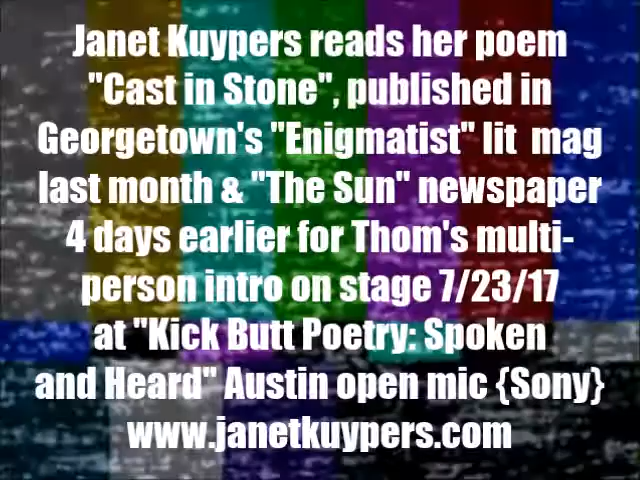 Janet Kuypers reads her poem
"Cast in Stone", published in
Georgetown's "Enigmatist" lit mag
last month & "The Sun" newspaper
4 days earlier for Thom's multi-
person intro on stage 7/23/17
at "Kick Butt Poetry: Spoken
and Heard" Austin open mic {Sony}
www.janetkuypers.com